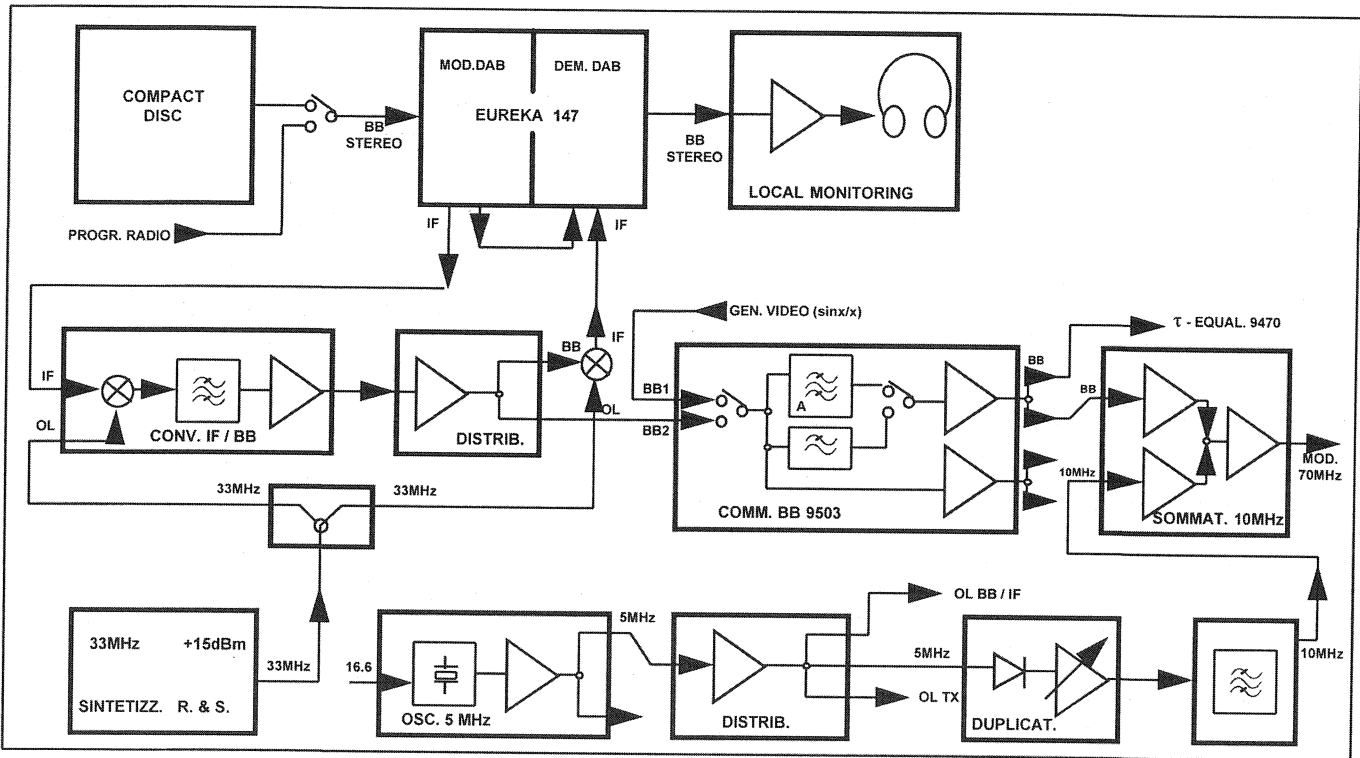 COMPACT
DISC
PROGR. RADIO
BB
STEREO
MOD.DAB
DEM. DAB
EUREKA 147
BB
STEREO
LOCAL MONITORING
IF
IF
IF
OL
CONV. IF / BB
DISTRIB.
BB
IF
OL
GEN. VIDEO (sinx/x)
BB1
BB2
A
COMM. BB 9503
BB
τ - EQUAL. 9470
BB
10MHz
SOMMAT. 10MHz
MOD.
70MHz
33MHz
33MHz
33MHz +15dBm
SINTETIZZ. R. & S.
33MHz
16.6
OSC. 5 MHz
5MHz
DISTRIB.
OL BB / IF
5MHz
OL TX
DUPLICAT.
10MHz